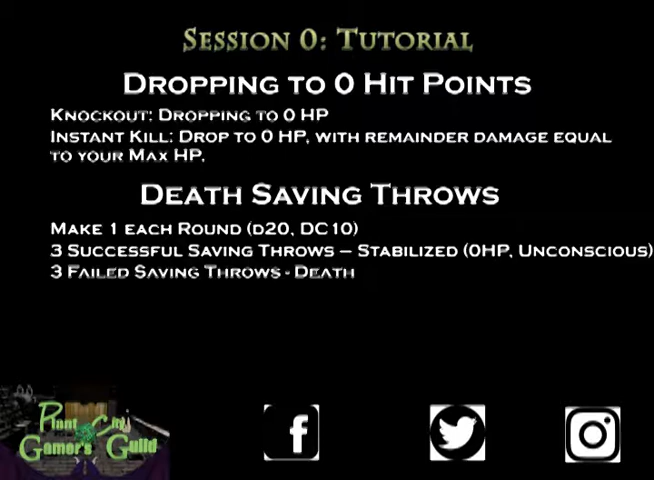 Session 0: Tutorial
Dropping to 0 Hit Points
Knockout: Dropping to 0 HP
Instant Kill: Drop to 0 HP, with remainder damage equal
to your Max HP.
Death Saving Throws
Make 1 each Round (d20, DC10)
3 Successful Saving Throws – Stabilized (0HP, Unconscious)
3 Failed Saving Throws - Death
Plant City
Gamer's Guild